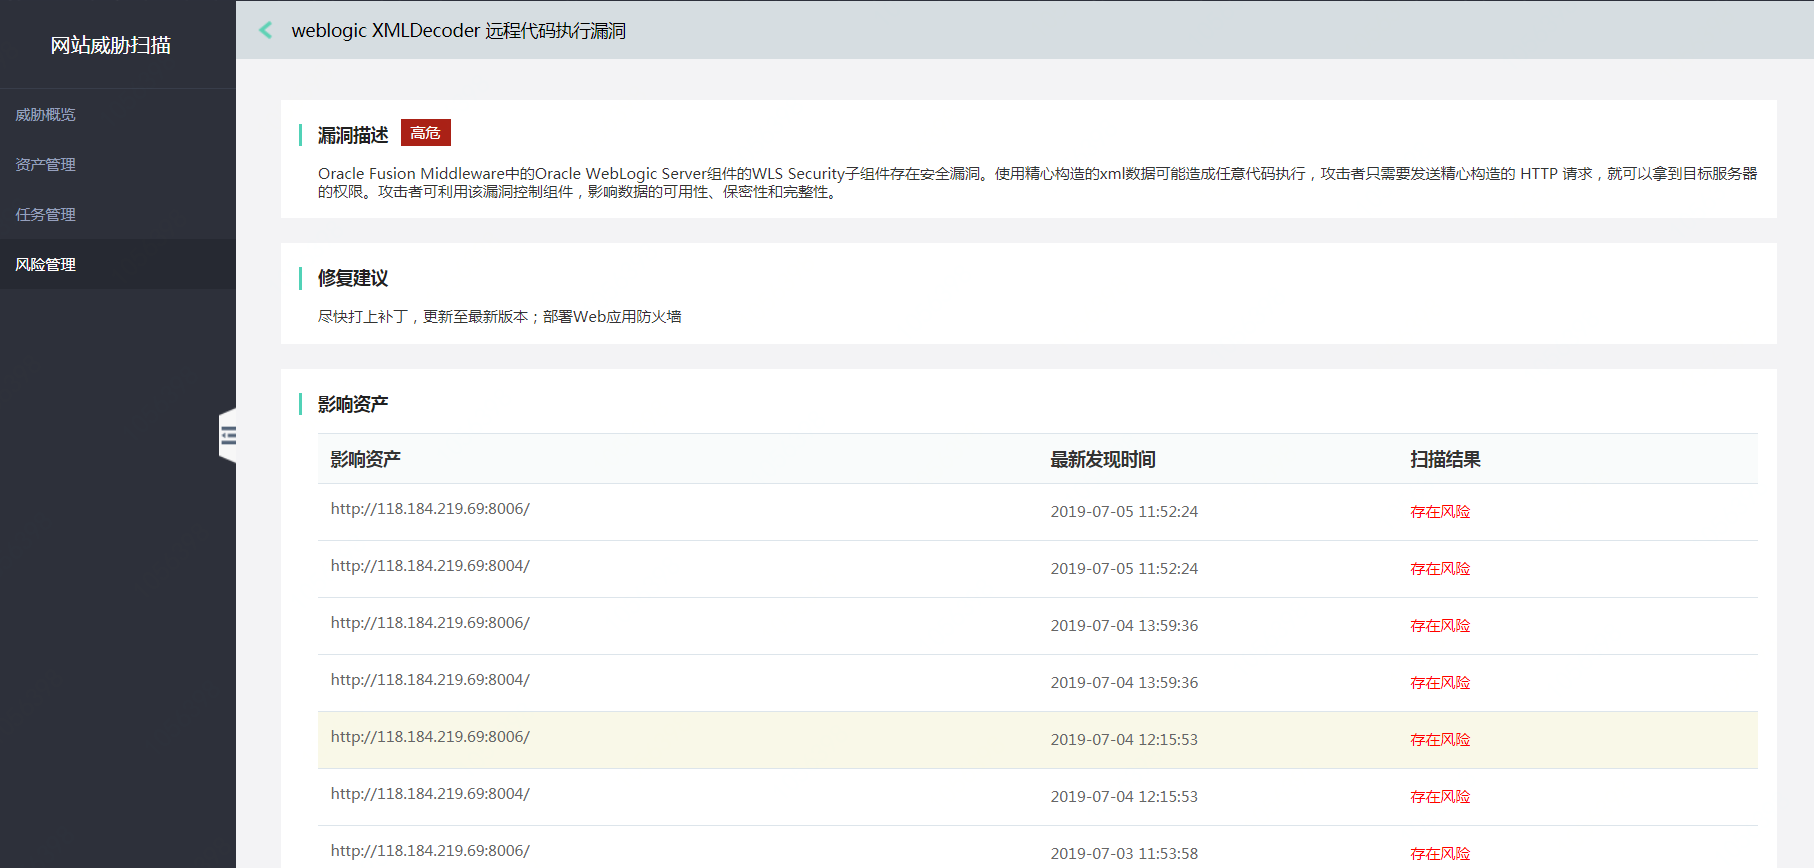 网站威胁扫描
威胁概览
资产管理
任务管理
风险管理
weblogic XMLDecoder 远程代码执行漏洞
漏洞描述 高危
Oracle Fusion Middleware中的Oracle WebLogic Server组件的WLS Security子组件存在安全漏洞。使用精心构造的xml数据可能造成任意代码执行，攻击者只需要发送精心构造的 HTTP 请求，就可以拿到目标服务器
的权限。攻击者可利用该漏洞控制组件，影响数据的可用性、保密性和完整性。
修复建议
尽快打上补丁，更新至最新版本；部署Web应用防火墙
影响资产
影响资产 最新发现时间 扫描结果
http://118.184.219.69:8006/ 2019-07-05 11:52:24 存在风险
http://118.184.219.69:8004/ 2019-07-05 11:52:24 存在风险
http://118.184.219.69:8006/ 2019-07-04 13:59:36 存在风险
http://118.184.219.69:8004/ 2019-07-04 13:59:36 存在风险
http://118.184.219.69:8006/ 2019-07-04 12:15:53 存在风险
http://118.184.219.69:8004/ 2019-07-04 12:15:53 存在风险
http://118.184.219.69:8006/ 2019-07-03 11:53:58 存在风险